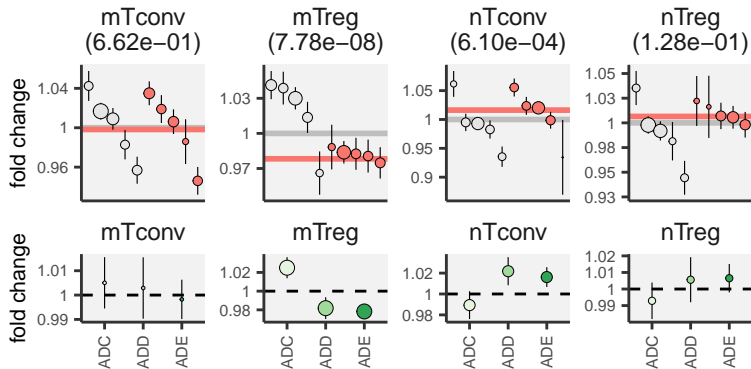 mTconv
(6.62e−01)
mTreg
(7.78e−08)
nTconv
(6.10e−04)
nTreg
(1.28e−01)
fold change
1.04
1
0.96
1.03
1
0.97
1.05
1
0.95
0.9
1.05
1.02
1
0.98
0.96
0.93
mTconv
mTreg
nTconv
nTreg
fold change
1.01
1
0.99
1.02
1
0.98
1.04
1.02
1
0.98
1.02
1.01
1
0.99
ADC
ADD
ADE
ADC
ADD
ADE
ADC
ADD
ADE
ADC
ADD
ADE